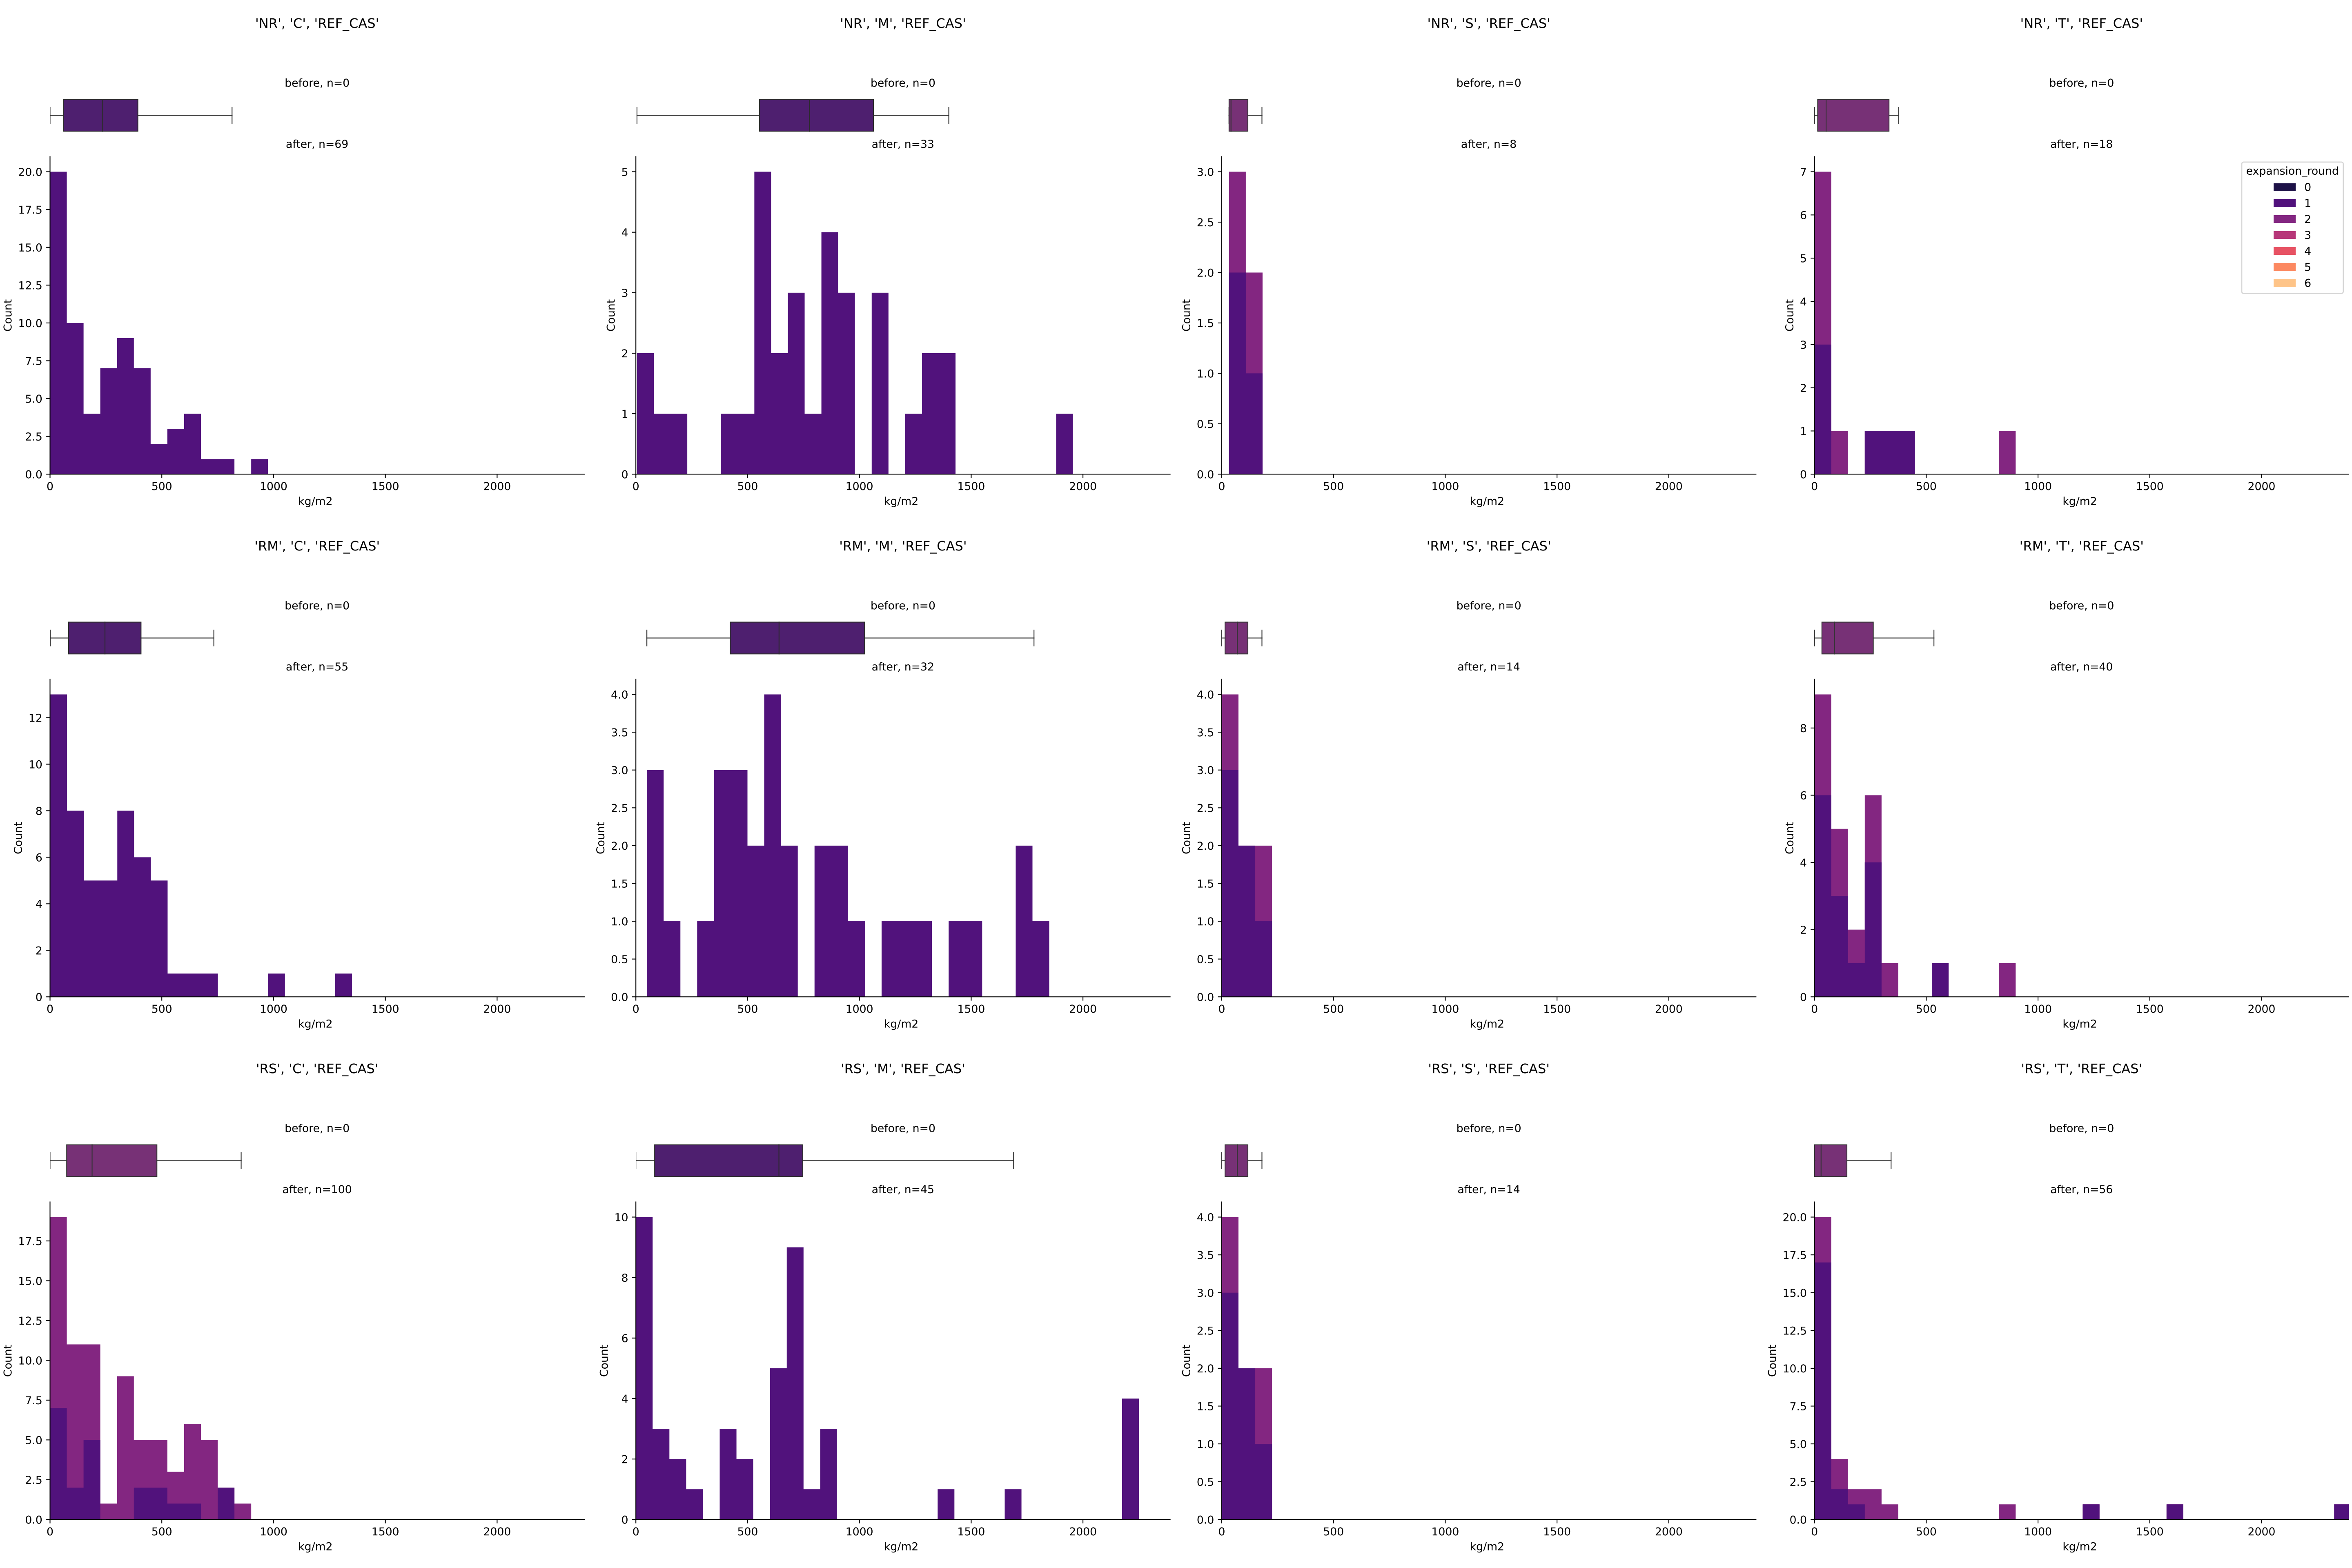 'NR', 'C', 'REF_CAS'
before, n=0
after, n=69
20.0
17.5
15.0
12.5
10.0
7.5
5.0
2.5
0.0
Count
0 500 1000 1500 2000
kg/m2
'NR', 'M', 'REF_CAS'
before, n=0
after, n=33
5
4
3
2
1
0
Count
0 500 1000 1500 2000
kg/m2
'NR', 'S', 'REF_CAS'
before, n=0
after, n=8
3.0
2.5
2.0
1.5
1.0
0.5
0.0
Count
0 500 1000 1500 2000
kg/m2
'NR', 'T', 'REF_CAS'
before, n=0
after, n=18
7
6
5
4
3
2
1
0
Count
expansion_round
0
1
2
3
4
5
6
0 500 1000 1500 2000
kg/m2
'RM', 'C', 'REF_CAS'
before, n=0
after, n=55
12
10
8
6
4
2
0
Count
0 500 1000 1500 2000
kg/m2
'RM', 'M', 'REF_CAS'
before, n=0
after, n=32
4.0
3.5
3.0
2.5
2.0
1.5
1.0
0.5
0.0
Count
0 500 1000 1500 2000
kg/m2
'RM', 'S', 'REF_CAS'
before, n=0
after, n=14
4.0
3.5
3.0
2.5
2.0
1.5
1.0
0.5
0.0
Count
0 500 1000 1500 2000
kg/m2
'RM', 'T', 'REF_CAS'
before, n=0
after, n=40
8
6
4
2
0
Count
0 500 1000 1500 2000
kg/m2
'RS', 'C', 'REF_CAS'
before, n=0
after, n=100
17.5
15.0
12.5
10.0
7.5
5.0
2.5
0.0
Count
0 500 1000 1500 2000
kg/m2
'RS', 'M', 'REF_CAS'
before, n=0
after, n=45
10
8
6
4
2
0
Count
0 500 1000 1500 2000
kg/m2
'RS', 'S', 'REF_CAS'
before, n=0
after, n=14
4.0
3.5
3.0
2.5
2.0
1.5
1.0
0.5
0.0
Count
0 500 1000 1500 2000
kg/m2
'RS', 'T', 'REF_CAS'
before, n=0
after, n=56
20.0
17.5
15.0
12.5
10.0
7.5
5.0
2.5
0.0
Count
0 500 1000 1500 2000
kg/m2